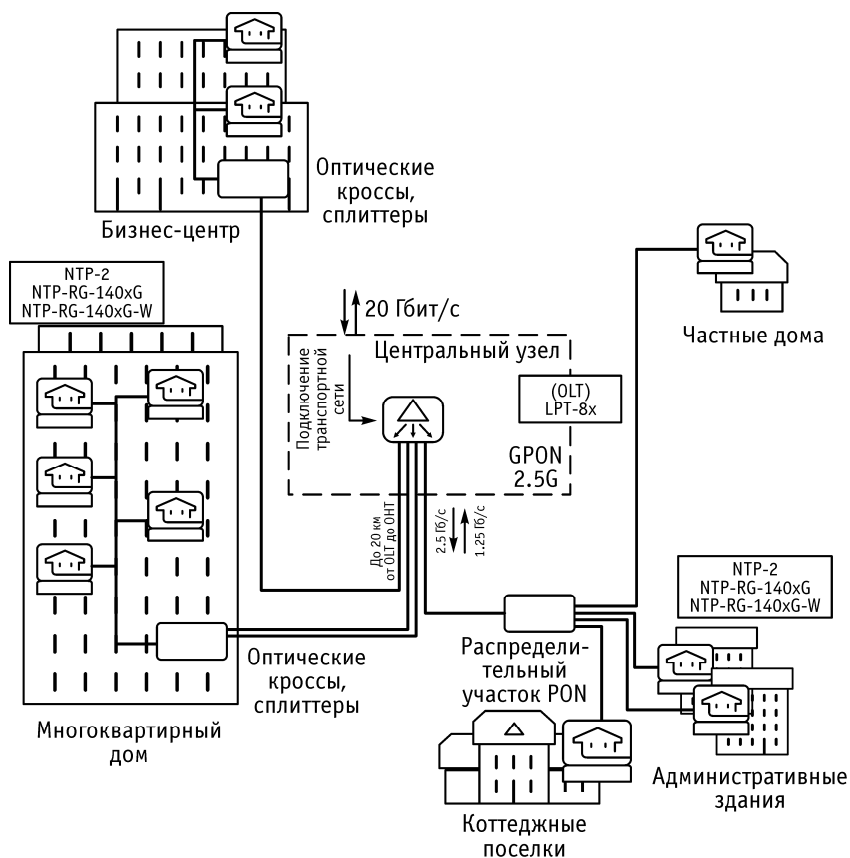 Оптические
кроссы,
сплиттеры
Бизнес-центр
NTP-2
NTP-RG-140xG
NTP-RG-140xG-W
20 Гбит/с
Частные дома
Центральный узел
Подключение
транспортной
сети
(OLT)
LPT-8x
GPON
2.5G
До 20 км
от OLT до ОНТ
2.5 Гб/с
1.25 Гб/с
NTP-2
NTP-RG-140xG
NTP-RG-140xG-W
Оптические
кроссы,
сплиттеры
Распредели-
тительный
участок PON
Многоквартирный
дом
Административные
здания
Коттеджные
поселки